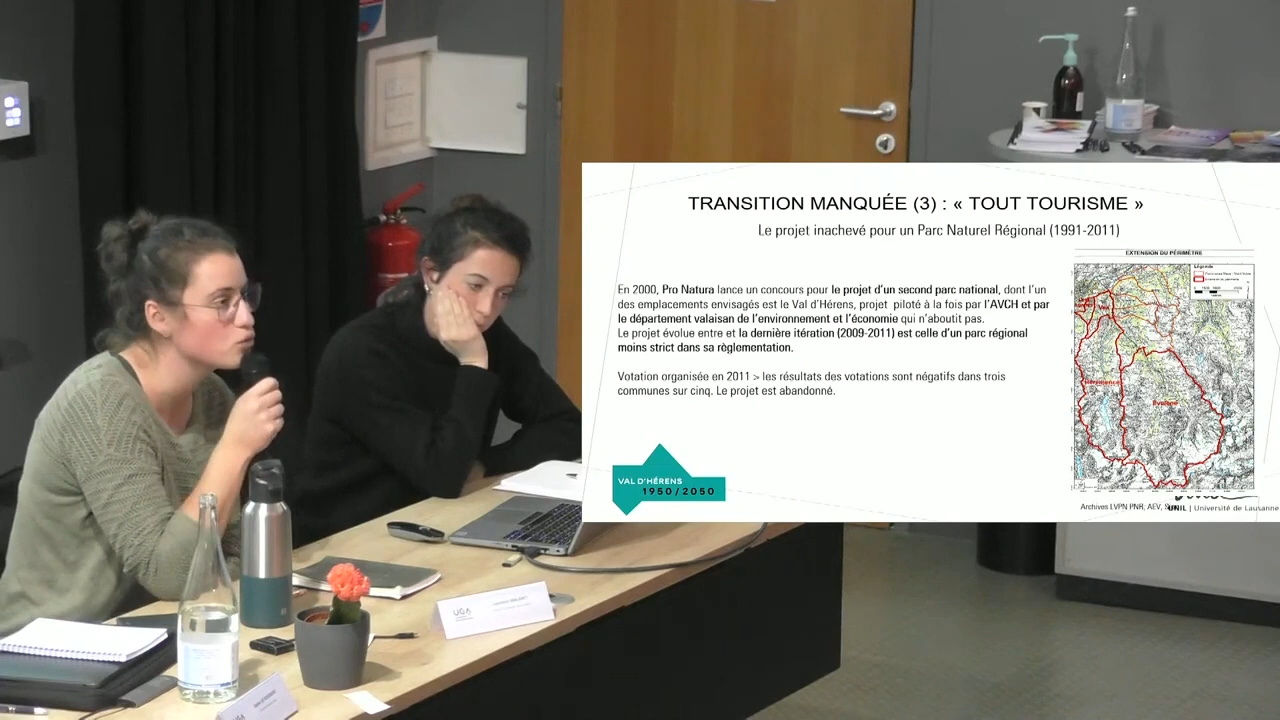 TRANSITION MANQUÉE (3) : « TOUT TOURISME »
Le projet inachevé pour un Parc Naturel Régional (1991-2011)
EXTENSION DU PÉRIMÈTRE
En 2000, Pro Natura lance un concours pour le projet d'un second parc national, dont l'un
des emplacements envisagés est le Val d'Hérens, projet piloté à la fois par l'AVCH et par
le département valaisan de l'environnement et l'économie qui n'aboutit pas.
Le projet évolue entre et la dernière itération (2009-2011) est celle d'un parc régional
moins strict dans sa règlementation.
Votation organisée en 2011 > les résultats des votations sont négatifs dans trois
communes sur cinq. Le projet est abandonné.
Légende
Hérémence
Evolène
VAL D'HÉRENS
1950/2050
Archives LVPN PNR, AEV, S
UNIL | Université de Lausanne
UGA
UGA